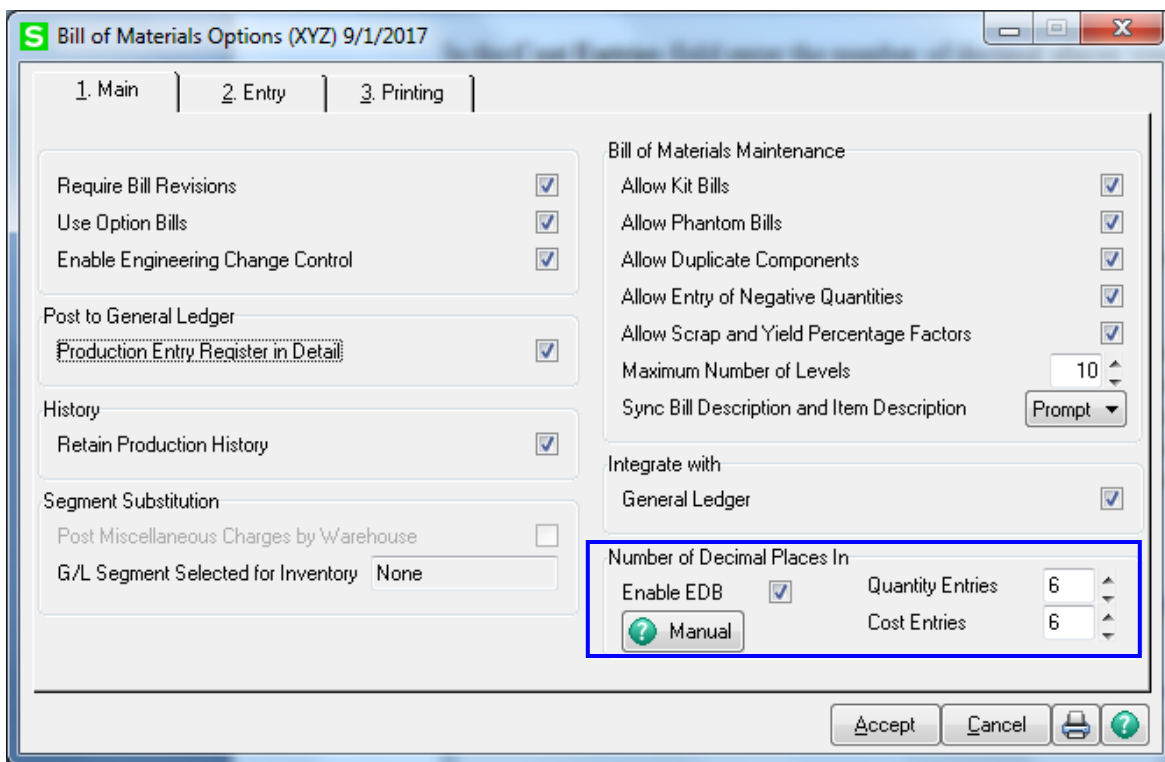 S Bill of Materials Options (XYZ) 9/1/2017
1. Main
2. Entry
3. Printing
Require Bill Revisions
Use Option Bills
Enable Engineering Change Control
Post to General Ledger
Production Entry Register in Detail
History
Retain Production History
Segment Substitution
Post Miscellaneous Charges by Warehouse
G/L Segment Selected for Inventory None
Bill of Materials Maintenance
Allow Kit Bills
Allow Phantom Bills
Allow Duplicate Components
Allow Entry of Negative Quantities
Allow Scrap and Yield Percentage Factors
Maximum Number of Levels 10
Sync Bill Description and Item Description Prompt
Integrate with
General Ledger
Number of Decimal Places In
Enable EDB Quantity Entries 6
? Manual Cost Entries 6
Accept Cancel ?